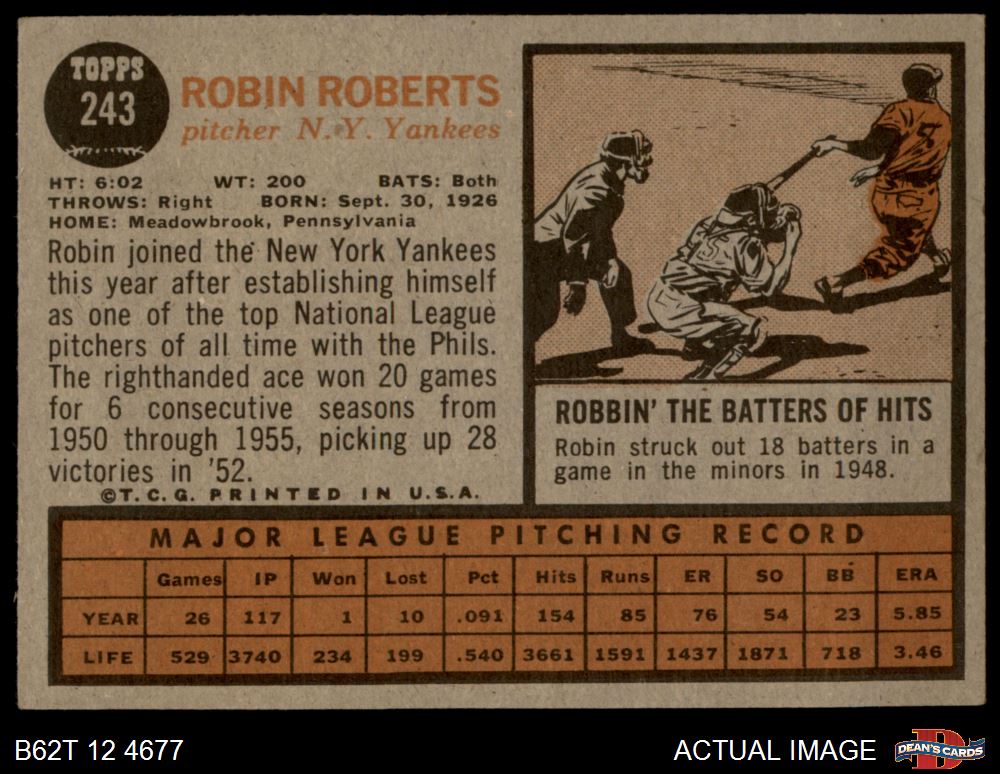 TOPPS
243
ROBIN ROBERTS
pitcher N.Y. Yankees
HT: 6:02 WT: 200 BATS: Both
THROWS: Right BORN: Sept. 30, 1926
HOME: Meadowbrook, Pennsylvania
Robin joined the New York Yankees
this year after establishing himself
as one of the top National League
pitchers of all time with the Phils.
The righthanded ace won 20 games
for 6 consecutive seasons from
1950 through 1955, picking up 28
victories in '52.
©T.C.G. PRINTED IN U.S.A.
5
ROBBIN' THE BATTERS OF HITS
Robin struck out 18 batters in a
game in the minors in 1948.
MAJOR LEAGUE PITCHING RECORD
Games IP Won Lost Pct Hits Runs ER SO BB ERA
YEAR 26 117 1 10 .091 154 85 76 54 23 5.85
LIFE 529 3740 234 199 .540 3661 1591 1437 1871 718 3.46
B62T 12 4677
ACTUAL IMAGE
D
DEAN'S CARDS